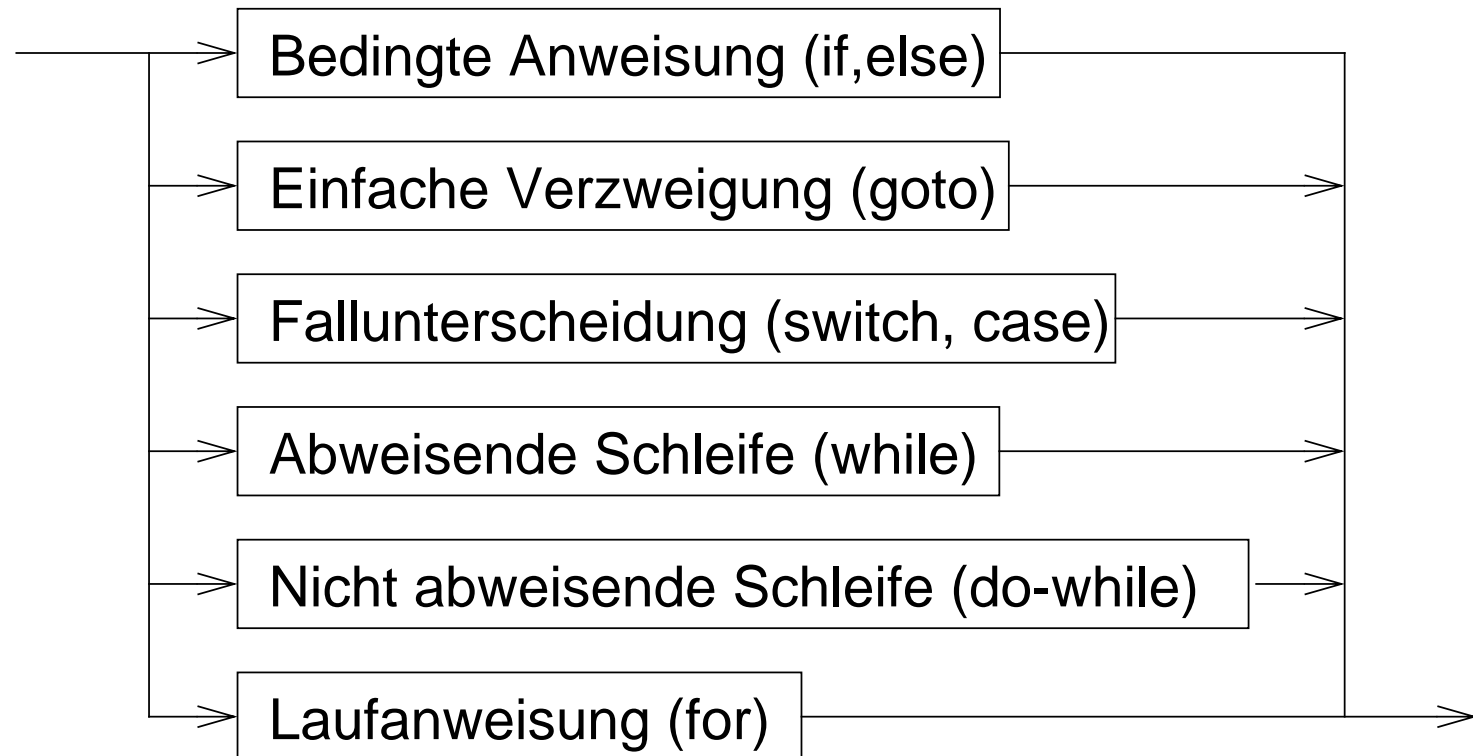 Bedingte Anweisung (if,else)
Einfache Verzweigung (goto)
Fallunterscheidung (switch, case)
Abweisende Schleife (while)
Nicht abweisende Schleife (do-while)
Laufanweisung (for)